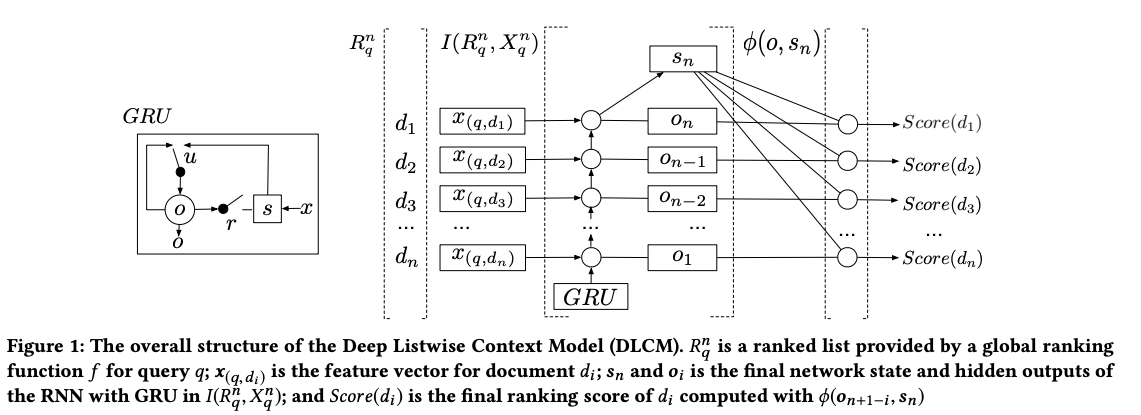 R_q^n
I(R_q^n, X_q^n)
ϕ(o, s_n)
s_n
GRU
u
o
r
s
x
o
d_1 x_(q,d_1) o_n Score(d_1)
d_2 x_(q,d_2) o_{n−1} Score(d_2)
d_3 x_(q,d_3) o_{n−2} Score(d_3)
... ... ... ... ... ...
d_n x_(q,d_n) o_1 Score(d_n)
GRU
Figure 1: The overall structure of the Deep Listwise Context Model (DLCM). R_q^n is a ranked list provided by a global ranking
function f for query q; x_(q,d_i) is the feature vector for document d_i; s_n and o_i is the final network state and hidden outputs of
the RNN with GRU in I(R_q^n, X_q^n); and Score(d_i) is the final ranking score of d_i computed with ϕ(o_{n+1−i}, s_n)